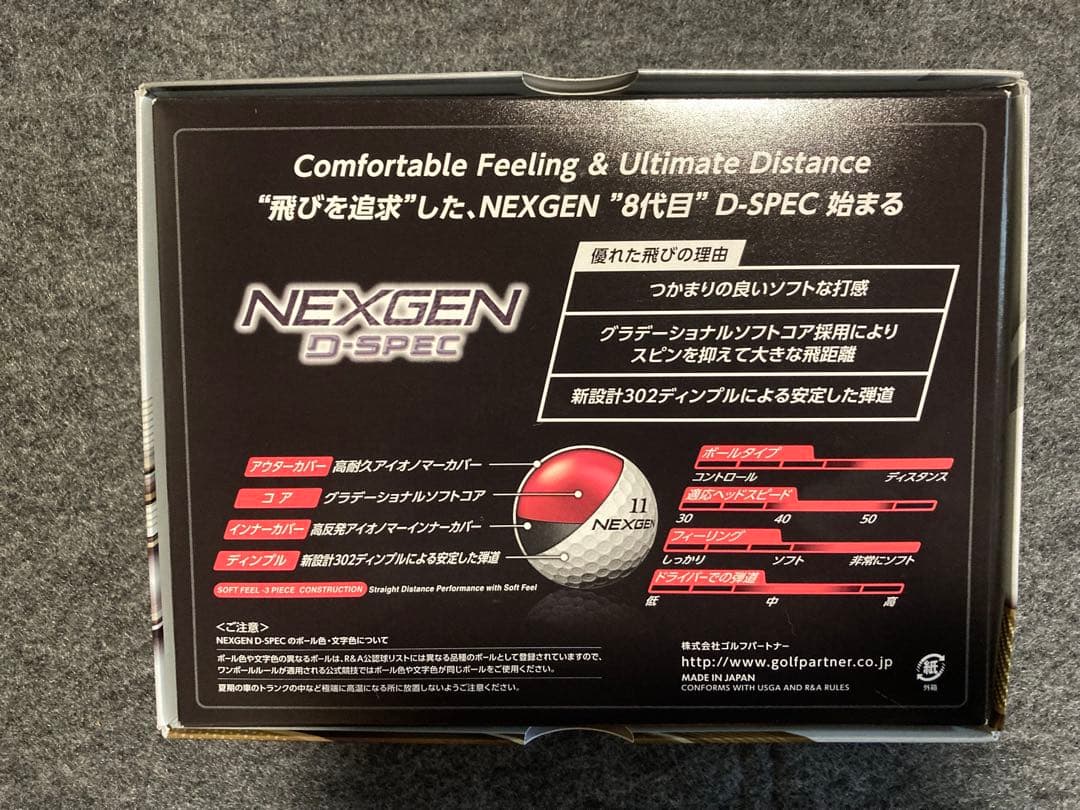 Comfortable Feeling & Ultimate Distance
“飛びを追求”した、NEXGEN ”8代目” D-SPEC 始まる
優れた飛びの理由
つかまりの良いソフトな打感
グラデーショナルソフトコア採用により
スピンを抑えて大きな飛距離
新設計302ディンプルによる安定した弾道
NEXGEN
D-SPEC
アウターカバー 高耐久アイオノマーカバー
コア グラデーショナルソフトコア
インナーカバー 高反発アイオノマーインナーカバー
ディンプル 新設計302ディンプルによる安定した弾道
SOFT FEEL -3 PIECE CONSTRUCTION Straight Distance Performance with Soft Feel
11
NEXGEN
ボールタイプ
コントロール ディスタンス
適応ヘッドスピード
30 40 50
フィーリング
しっかり ソフト 非常にソフト
ドライバーでの弾道
低 中 高
<ご注意>
NEXGEN D-SPEC のボール色・文字色について
ボール色や文字色の異なるボールは、R&A公認球リストには異なる品種のボールとして登録されていますので、
ワンボールルールが適用される公式競技ではボール色や文字色が同じボールをご使用ください。
夏期の車のトランクの中など極端に高温になる所に放置しないようご注意ください。
株式会社ゴルフパートナー
http://www.golfpartner.co.jp
MADE IN JAPAN
CONFORMS WITH USGA AND R&A RULES
紙
外箱